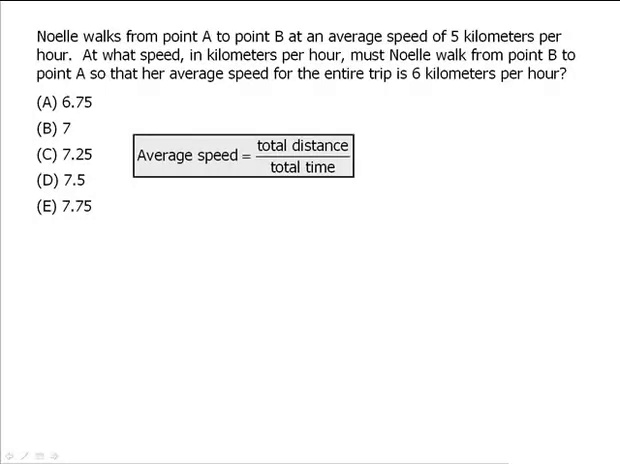 Noelle walks from point A to point B at an average speed of 5 kilometers per
hour. At what speed, in kilometers per hour, must Noelle walk from point B to
point A so that her average speed for the entire trip is 6 kilometers per hour?
(A) 6.75
(B) 7
(C) 7.25
(D) 7.5
(E) 7.75
Average speed = total distance
total time